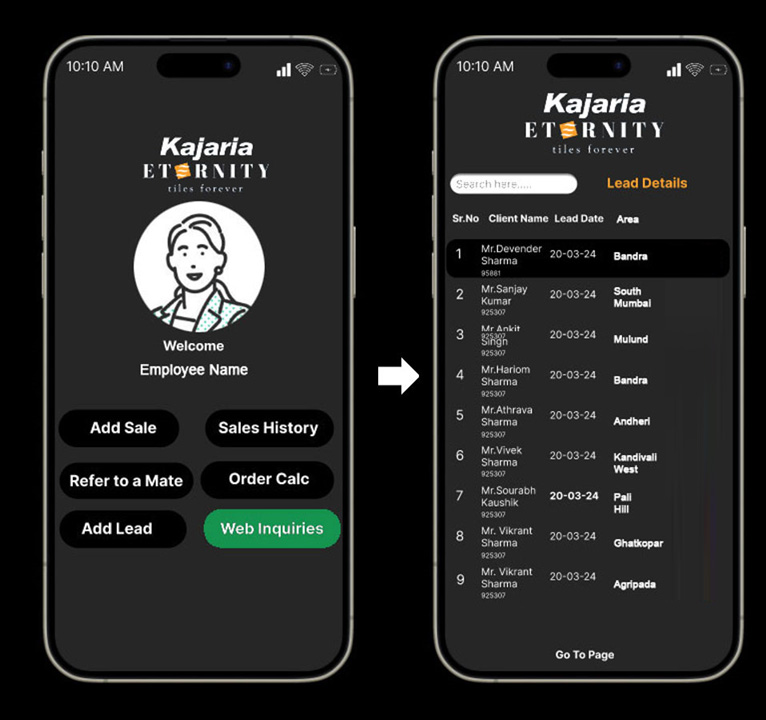 10:10 AM
Kajaria
ETERNITY
tiles forever
Welcome
Employee Name
Add Sale
Sales History
Refer to a Mate
Order Calc
Add Lead
Web Inquiries
10:10 AM
Kajaria
ETERNITY
tiles forever
Search here.....
Lead Details
Sr.No Client Name Lead Date Area
1 Mr.Devender 20-03-24 Bandra
Sharma
95881
2 Mr.Sanjay 20-03-24 South
Kumar Mumbai
925307
3 Mr.Ankit 20-03-24 Mulund
925307
Singh
925307
4 Mr.Hariom 20-03-24 Bandra
Sharma
925307
5 Mr.Athrava 20-03-24 Andheri
Sharma
925307
6 Mr.Vivek 20-03-24 Kandivali
Sharma West
925307
7 Mr.Sourabh 20-03-24 Pali
Kaushik Hill
925307
8 Mr. Vikrant 20-03-24 Ghatkopar
Sharma
925307
9 Mr. Vikrant 20-03-24 Agripada
Sharma
925307
Go To Page